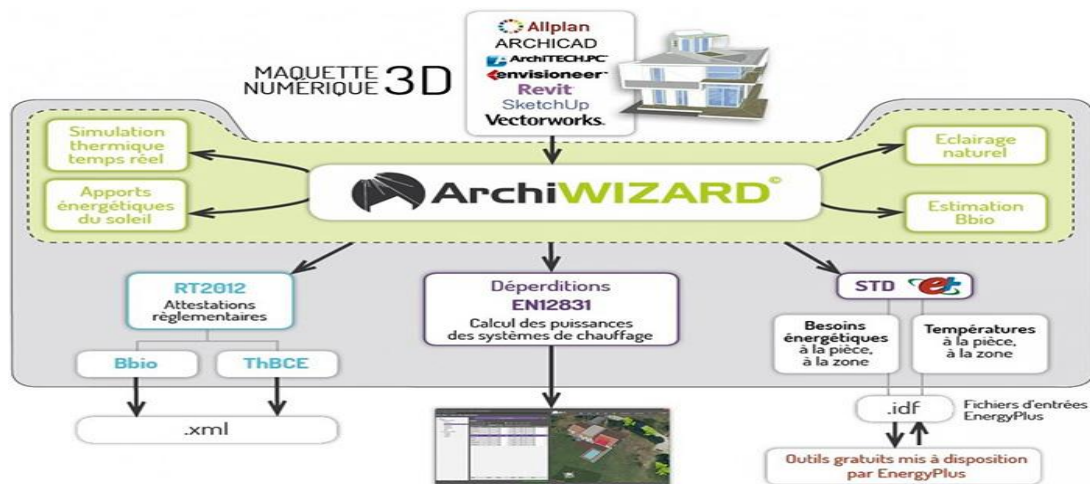 Allplan
ARCHICAD
ArchiTECH.PC
envisioneer
Revit
SketchUp
Vectorworks
MAQUETTE
NUMÉRIQUE 3D
Simulation
thermique
temps réel
Apports
énergétiques
du soleil
ArchiWIZARD©
Eclairage
naturel
Estimation
Bbio
RT2012
Attestations
règlementaires
Bbio
ThBCE
.xml
Déperditions
EN12831
Calcul des puissances
des systèmes de chauffage
STD
Besoins
énergétiques
à la pièce,
à la zone
Températures
à la pièce,
à la zone
.idf
Fichiers d'entrées
EnergyPlus
Outils gratuits mis à disposition
par EnergyPlus